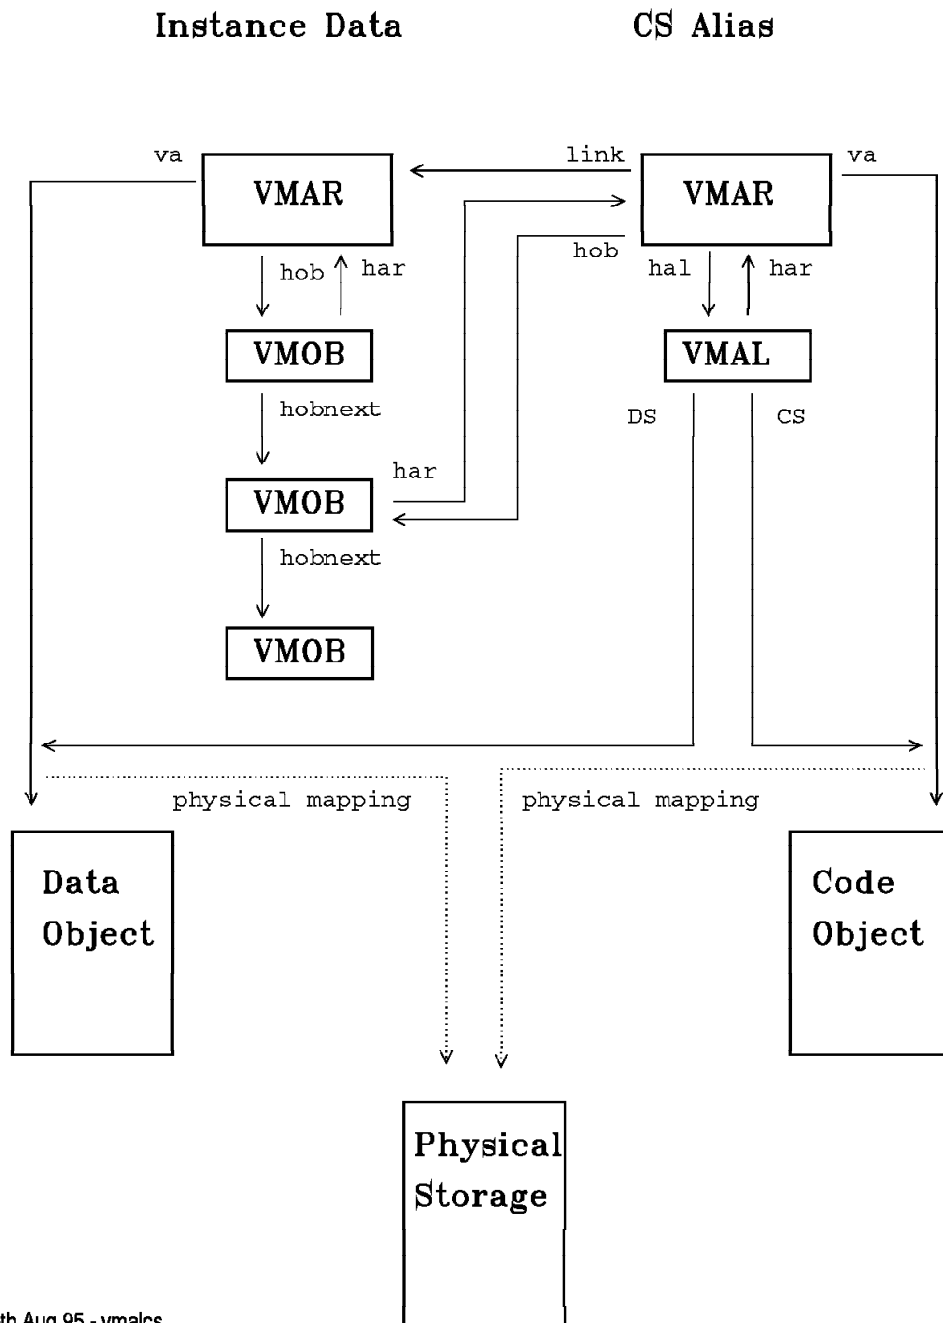 Instance Data
CS Alias
va
link
va
VMAR
VMAR
hob
har
hob
hal
har
VMOB
VMAL
hobnext
DS
CS
VMOB
har
hobnext
VMOB
physical mapping
physical mapping
Data
Object
Code
Object
Physical
Storage
th Aug 95 - vmalcs